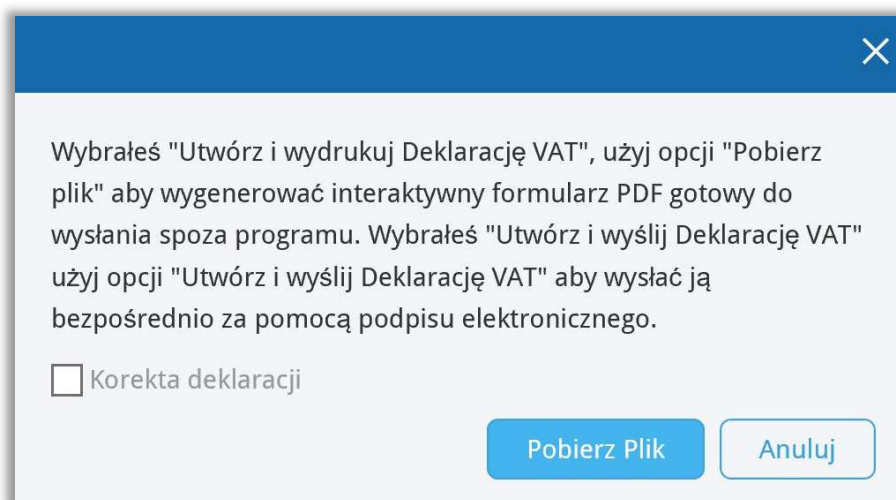 Wybrałeś "Utwórz i wydrukuj Deklarację VAT", użyj opcji "Pobierz
plik" aby wygenerować interaktywny formularz PDF gotowy do
wysłania spoza programu. Wybrałeś "Utwórz i wyślij Deklarację VAT"
użyj opcji "Utwórz i wyślij Deklarację VAT" aby wysłać ją
bezpośrednio za pomocą podpisu elektronicznego.
Korekta deklaracji
Pobierz Plik Anuluj